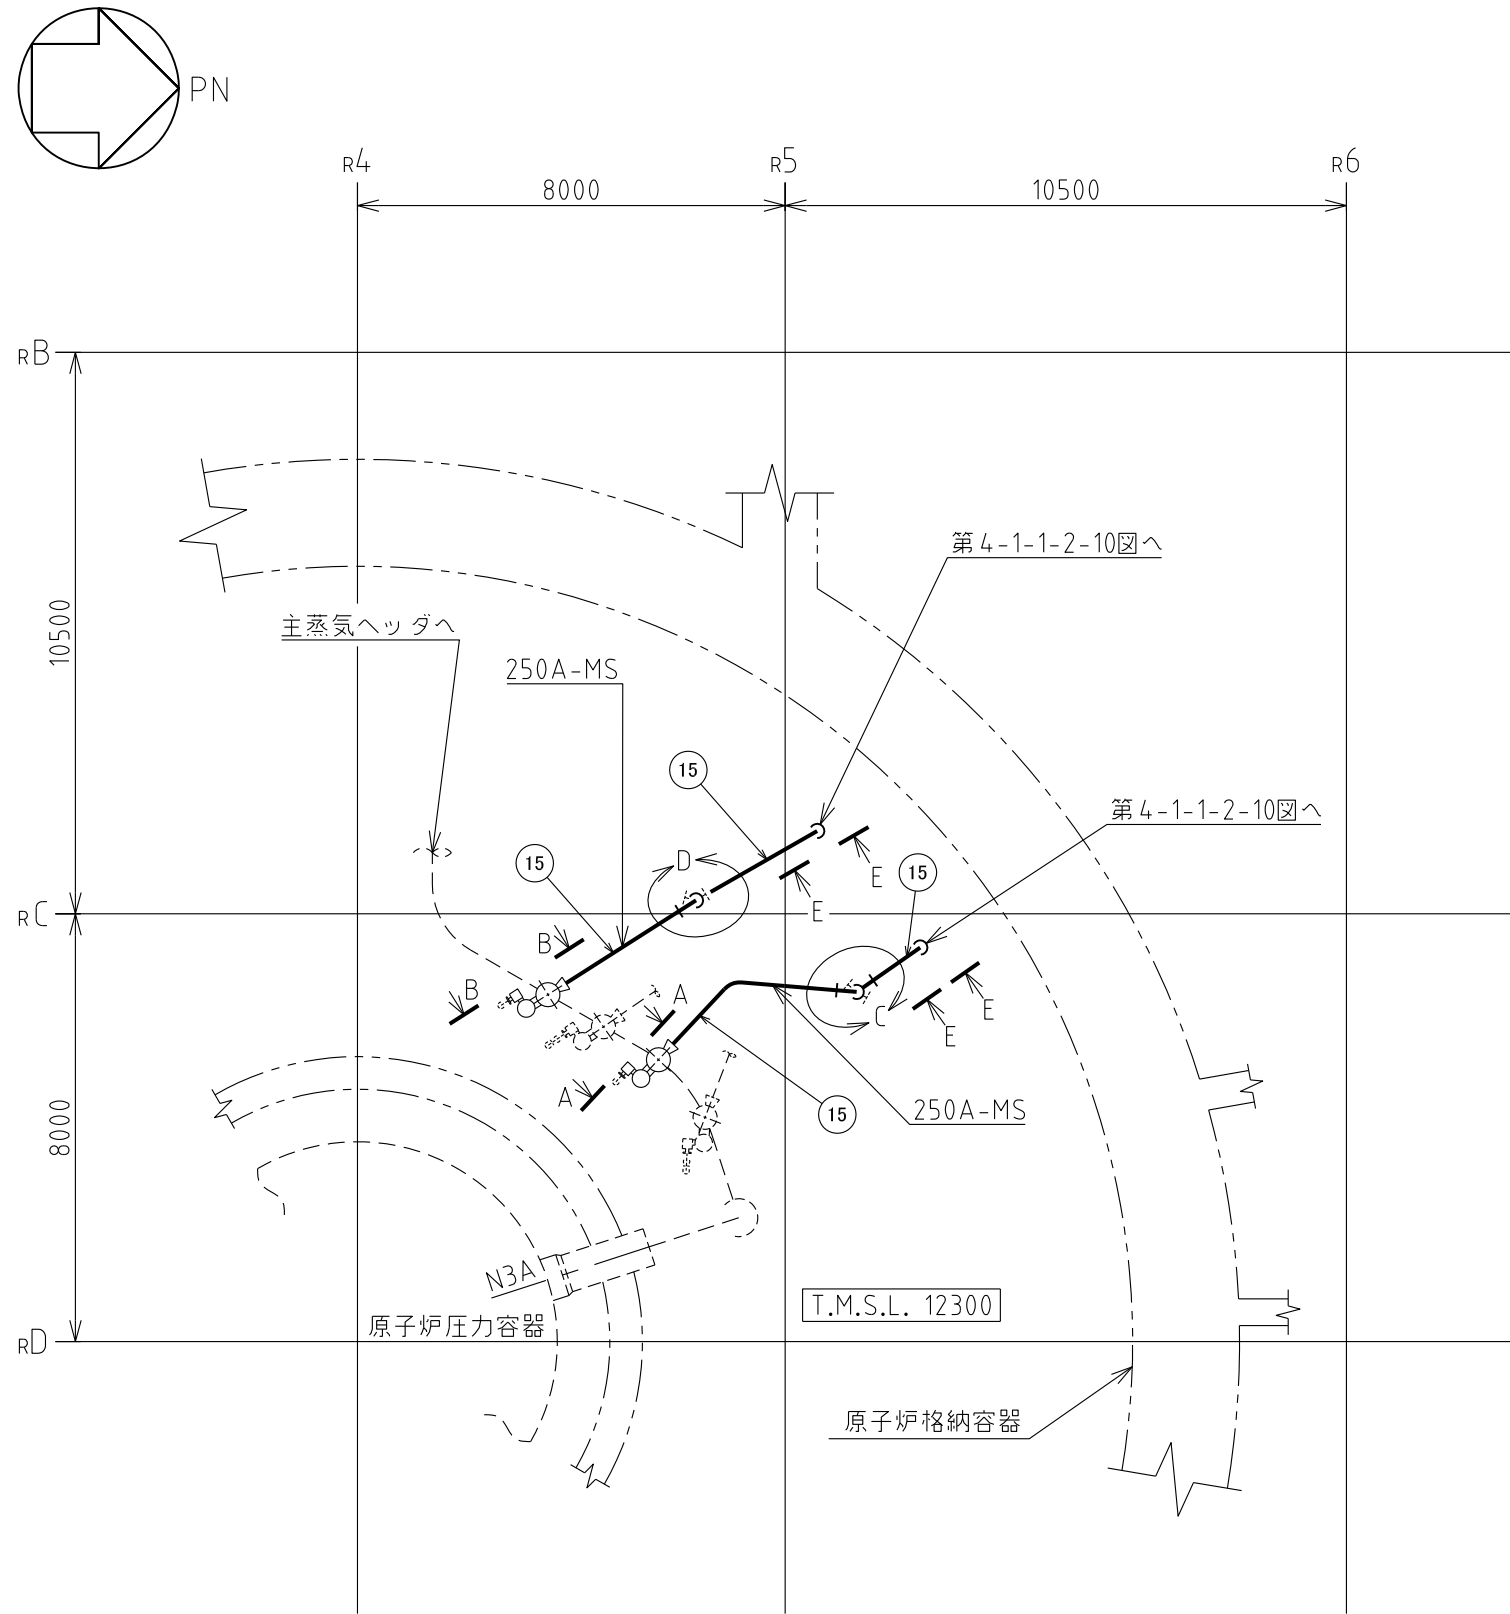 PN
R4
R5
R6
8000
10500
RB
第4-1-1-2-10図へ
主蒸気ヘッダへ
10500
250A-MS
15
第4-1-1-2-10図へ
15
D
E
15
E
RC
B
B
A
E
C
E
A
15
250A-MS
8000
N3A
T.M.S.L. 12300
原子炉圧力容器
RD
原子炉格納容器